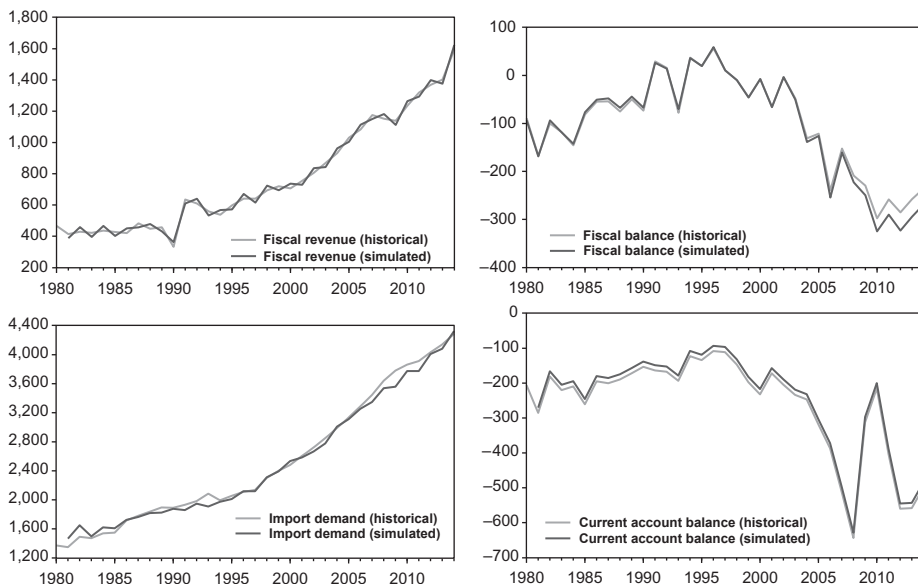 1,800
1,600
1,400
1,200
1,000
800
600
400
200
1980 1985 1990 1995 2000 2005 2010
Fiscal revenue (historical)
Fiscal revenue (simulated)
100
0
–100
–200
–300
–400
1980 1985 1990 1995 2000 2005 2010
Fiscal balance (historical)
Fiscal balance (simulated)
4,400
4,000
3,600
3,200
2,800
2,400
2,000
1,600
1,200
1980 1985 1990 1995 2000 2005 2010
Import demand (historical)
Import demand (simulated)
0
–100
–200
–300
–400
–500
–600
–700
1980 1985 1990 1995 2000 2005 2010
Current account balance (historical)
Current account balance (simulated)